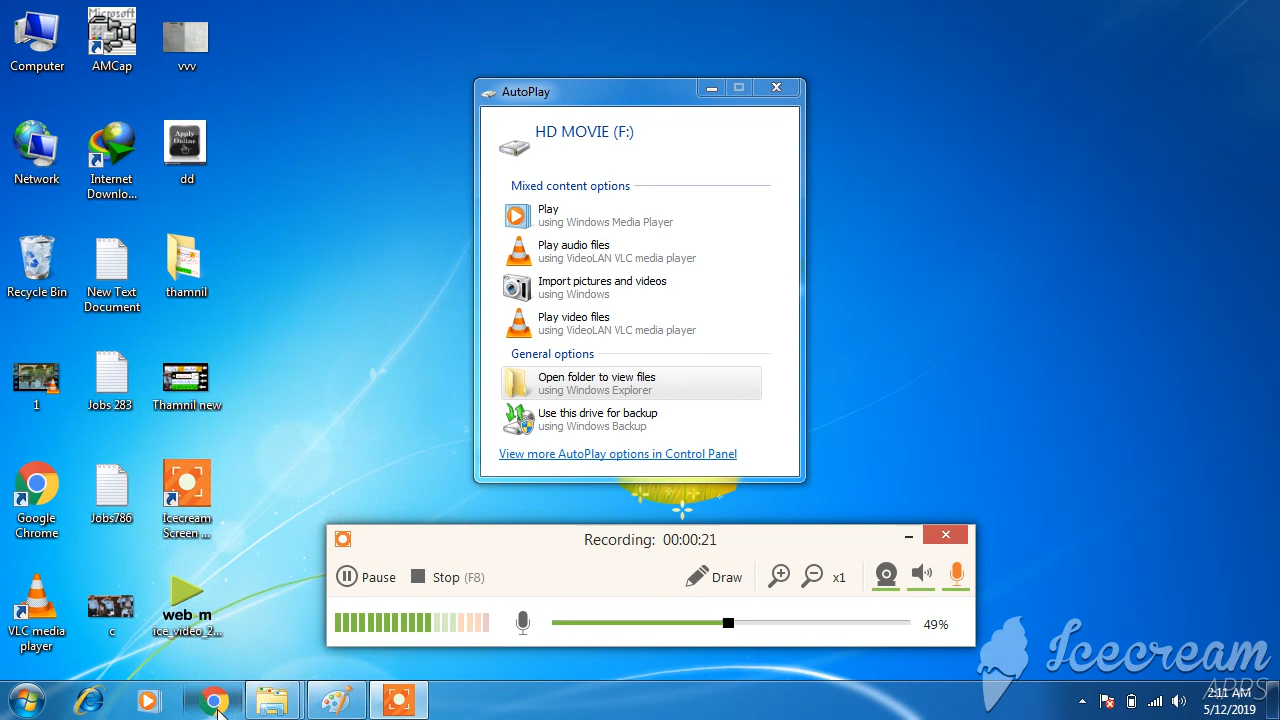 Computer
Microsoft
AMCap
vvv
Network
Internet
Downlo...
Apply
Online
dd
Recycle Bin
New Text
Document
thamnil
1
Jobs 283
Thamnil new
Google
Chrome
Jobs786
Icecream
Screen ...
VLC media
player
c
web m
ice_video_2...
AutoPlay
HD MOVIE (F:)
Mixed content options
Play
using Windows Media Player
Play audio files
using VideoLAN VLC media player
Import pictures and videos
using Windows
Play video files
using VideoLAN VLC media player
General options
Open folder to view files
using Windows Explorer
Use this drive for backup
using Windows Backup
View more AutoPlay options in Control Panel
Recording: 00:00:21
Pause
Stop (F8)
Draw
x1
49%
Icecream
APPS
2:11 AM
5/12/2019